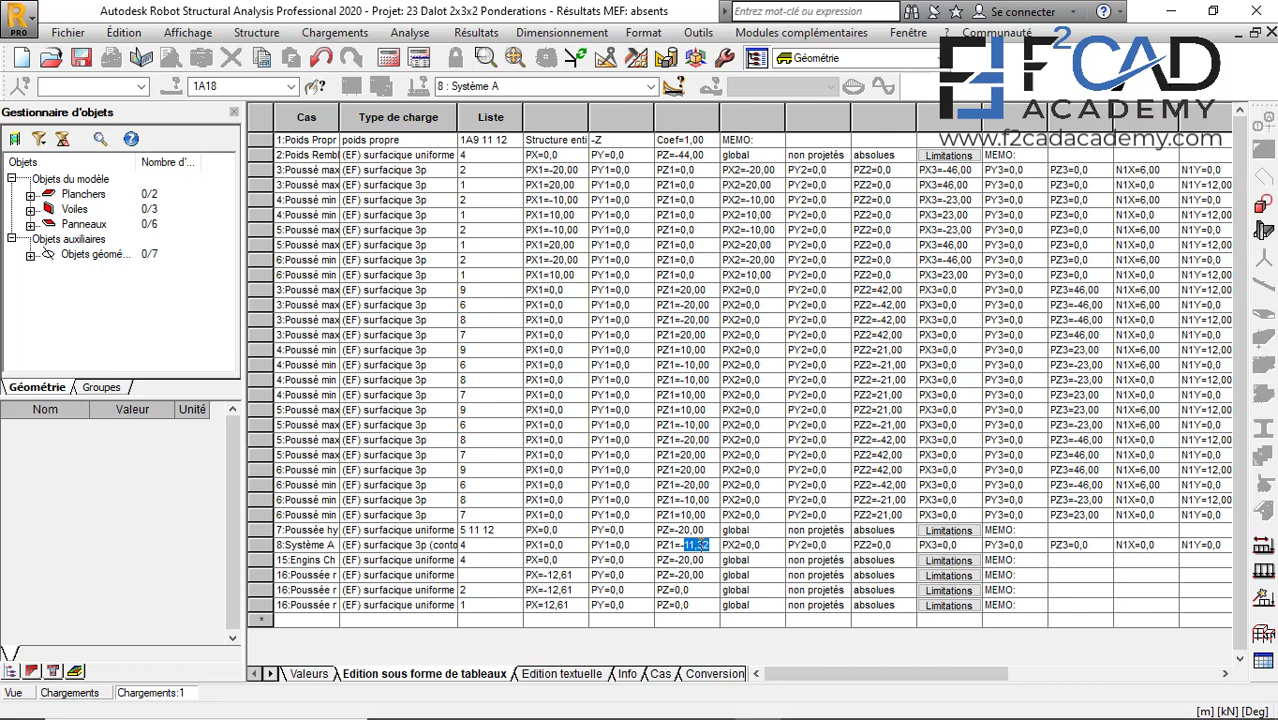 Autodesk Robot Structural Analysis Professional 2020 - Projet: 23 Dalot 2x3x2 Ponderations - Résultats MEF: absents
Entrez mot-clé ou expression
Se connecter
PRO
Fichier Édition Affichage Structure Chargements Analyse Résultats Dimensionnement Format Outils Modules complémentaires Fenêtre ? Communauté
Géométrie
1A18
8 : Système A
F2CAD
ACADEMY
www.f2cadacademy.com
Gestionnaire d'objets
Objets Nombre d'...
Objets du modèle
Planchers 0/2
Voiles 0/3
Panneaux 0/6
Objets auxiliaires
Objets géomé... 0/7
Géométrie Groupes
Nom Valeur Unité
Cas Type de charge Liste
1:Poids Propr poids propre 1A9 11 12 Structure enti -Z Coef=1,00 MEMO:
2:Poids Rembl (EF) surfacique uniforme 4 PX=0,0 PY=0,0 PZ=-44,00 global non projetés absolues Limitations MEMO:
3:Poussé max (EF) surfacique 3p 2 PX1=-20,00 PY1=0,0 PZ1=0,0 PX2=-20,00 PY2=0,0 PZ2=0,0 PX3=-46,00 PY3=0,0 PZ3=0,0 N1X=6,00 N1Y=12,00
3:Poussé max (EF) surfacique 3p 1 PX1=20,00 PY1=0,0 PZ1=0,0 PX2=20,00 PY2=0,0 PZ2=0,0 PX3=46,00 PY3=0,0 PZ3=0,0 N1X=0,0 N1Y=12,00
4:Poussé min (EF) surfacique 3p 2 PX1=-10,00 PY1=0,0 PZ1=0,0 PX2=-10,00 PY2=0,0 PZ2=0,0 PX3=-23,00 PY3=0,0 PZ3=0,0 N1X=6,00 N1Y=12,00
4:Poussé min (EF) surfacique 3p 1 PX1=10,00 PY1=0,0 PZ1=0,0 PX2=10,00 PY2=0,0 PZ2=0,0 PX3=23,00 PY3=0,0 PZ3=0,0 N1X=0,0 N1Y=12,00
5:Poussé max (EF) surfacique 3p 2 PX1=-10,00 PY1=0,0 PZ1=0,0 PX2=-10,00 PY2=0,0 PZ2=0,0 PX3=-23,00 PY3=0,0 PZ3=0,0 N1X=6,00 N1Y=12,00
5:Poussé max (EF) surfacique 3p 1 PX1=20,00 PY1=0,0 PZ1=0,0 PX2=20,00 PY2=0,0 PZ2=0,0 PX3=46,00 PY3=0,0 PZ3=0,0 N1X=0,0 N1Y=12,00
6:Poussé min (EF) surfacique 3p 2 PX1=-20,00 PY1=0,0 PZ1=0,0 PX2=-20,00 PY2=0,0 PZ2=0,0 PX3=-46,00 PY3=0,0 PZ3=0,0 N1X=6,00 N1Y=12,00
6:Poussé min (EF) surfacique 3p 1 PX1=10,00 PY1=0,0 PZ1=0,0 PX2=10,00 PY2=0,0 PZ2=0,0 PX3=23,00 PY3=0,0 PZ3=0,0 N1X=0,0 N1Y=12,00
3:Poussé max (EF) surfacique 3p 9 PX1=0,0 PY1=0,0 PZ1=20,00 PX2=0,0 PY2=0,0 PZ2=42,00 PX3=0,0 PY3=0,0 PZ3=46,00 N1X=0,0 N1Y=0,0
3:Poussé max (EF) surfacique 3p 6 PX1=0,0 PY1=0,0 PZ1=-20,00 PX2=0,0 PY2=0,0 PZ2=-42,00 PX3=0,0 PY3=0,0 PZ3=-46,00 N1X=6,00 N1Y=0,0
3:Poussé max (EF) surfacique 3p 8 PX1=0,0 PY1=0,0 PZ1=-20,00 PX2=0,0 PY2=0,0 PZ2=-42,00 PX3=0,0 PY3=0,0 PZ3=-46,00 N1X=6,00 N1Y=12,00
3:Poussé max (EF) surfacique 3p 7 PX1=0,0 PY1=0,0 PZ1=20,00 PX2=0,0 PY2=0,0 PZ2=42,00 PX3=0,0 PY3=0,0 PZ3=46,00 N1X=0,0 N1Y=12,00
4:Poussé min (EF) surfacique 3p 9 PX1=0,0 PY1=0,0 PZ1=10,00 PX2=0,0 PY2=0,0 PZ2=21,00 PX3=0,0 PY3=0,0 PZ3=23,00 N1X=0,0 N1Y=0,0
4:Poussé min (EF) surfacique 3p 6 PX1=0,0 PY1=0,0 PZ1=-10,00 PX2=0,0 PY2=0,0 PZ2=-21,00 PX3=0,0 PY3=0,0 PZ3=-23,00 N1X=6,00 N1Y=0,0
4:Poussé min (EF) surfacique 3p 8 PX1=0,0 PY1=0,0 PZ1=-10,00 PX2=0,0 PY2=0,0 PZ2=-21,00 PX3=0,0 PY3=0,0 PZ3=-23,00 N1X=6,00 N1Y=12,00
4:Poussé min (EF) surfacique 3p 7 PX1=0,0 PY1=0,0 PZ1=10,00 PX2=0,0 PY2=0,0 PZ2=21,00 PX3=0,0 PY3=0,0 PZ3=23,00 N1X=0,0 N1Y=12,00
5:Poussé max (EF) surfacique 3p 9 PX1=0,0 PY1=0,0 PZ1=10,00 PX2=0,0 PY2=0,0 PZ2=21,00 PX3=0,0 PY3=0,0 PZ3=23,00 N1X=0,0 N1Y=0,0
5:Poussé max (EF) surfacique 3p 6 PX1=0,0 PY1=0,0 PZ1=-10,00 PX2=0,0 PY2=0,0 PZ2=-21,00 PX3=0,0 PY3=0,0 PZ3=-23,00 N1X=6,00 N1Y=0,0
5:Poussé max (EF) surfacique 3p 8 PX1=0,0 PY1=0,0 PZ1=-20,00 PX2=0,0 PY2=0,0 PZ2=-42,00 PX3=0,0 PY3=0,0 PZ3=-46,00 N1X=6,00 N1Y=12,00
5:Poussé max (EF) surfacique 3p 7 PX1=0,0 PY1=0,0 PZ1=20,00 PX2=0,0 PY2=0,0 PZ2=42,00 PX3=0,0 PY3=0,0 PZ3=46,00 N1X=0,0 N1Y=12,00
6:Poussé min (EF) surfacique 3p 9 PX1=0,0 PY1=0,0 PZ1=20,00 PX2=0,0 PY2=0,0 PZ2=42,00 PX3=0,0 PY3=0,0 PZ3=46,00 N1X=0,0 N1Y=0,0
6:Poussé min (EF) surfacique 3p 8 PX1=0,0 PY1=0,0 PZ1=-10,00 PX2=0,0 PY2=0,0 PZ2=-21,00 PX3=0,0 PY3=0,0 PZ3=-23,00 N1X=6,00 N1Y=12,00
6:Poussé min (EF) surfacique 3p 7 PX1=0,0 PY1=0,0 PZ1=10,00 PX2=0,0 PY2=0,0 PZ2=21,00 PX3=0,0 PY3=0,0 PZ3=23,00 N1X=0,0 N1Y=12,00
7:Poussée hy (EF) surfacique uniforme 5 11 12 PX=0,0 PY=0,0 PZ=-20,00 global non projetés absolues Limitations MEMO:
8:Système A (EF) surfacique 3p (conto 4 PX1=0,0 PY1=0,0 PZ1=-11,32 PX2=0,0 PY2=0,0 PZ2=0,0 PX3=0,0 PY3=0,0 PZ3=0,0 N1X=0,0 N1Y=0,0
15:Engins Ch (EF) surfacique uniforme 4 PX=0,0 PY=0,0 PZ=-20,00 global non projetés absolues Limitations MEMO:
16:Poussée r (EF) surfacique uniforme PX=-12,61 PY=0,0 PZ=-20,00 global non projetés absolues Limitations MEMO:
16:Poussée r (EF) surfacique uniforme 2 PX=-12,61 PY=0,0 PZ=0,0 global non projetés absolues Limitations MEMO:
16:Poussée r (EF) surfacique uniforme 1 PX=12,61 PY=0,0 PZ=0,0 global non projetés absolues Limitations MEMO:
*
Valeurs Edition sous forme de tableaux Edition textuelle Info Cas Conversion
Vue Chargements Chargements:1
[m] [kN] [Deg]